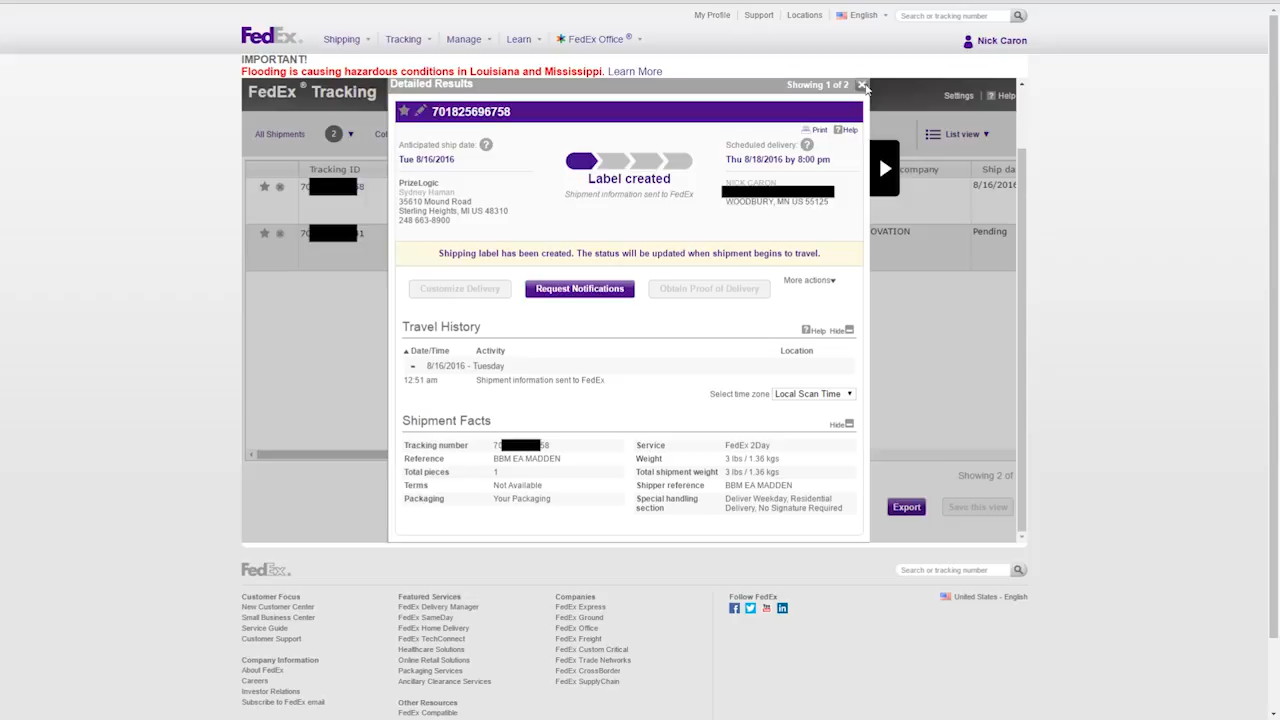 My Profile Support Locations English Search or tracking number
FedEx. Shipping Tracking Manage Learn FedEx Office ® Nick Caron
IMPORTANT!
Flooding is causing hazardous conditions in Louisiana and Mississippi. Learn More
Detailed Results Showing 1 of 2
FedEx ® Tracking Settings Help
701825696758
Print Help
All Shipments 2 List view
Anticipated ship date: ? Scheduled delivery: ?
Tue 8/16/2016 Thu 8/18/2016 by 8:00 pm
Tracking ID company Ship da
Label created
Shipment information sent to FedEx
PrizeLogic
Sydney Haman
35610 Mound Road
Sterling Heights, MI US 48310
248 663-8900
NICK CARON
WOODBURY, MN US 55125
8/16/2016
OVATION Pending
Shipping label has been created. The status will be updated when shipment begins to travel.
Customize Delivery Request Notifications Obtain Proof of Delivery More actions
Travel History Help Hide
Date/Time Activity Location
- 8/16/2016 - Tuesday
12:51 am Shipment information sent to FedEx
Select time zone Local Scan Time
Shipment Facts Hide
Tracking number 70 58 Service FedEx 2Day
Reference BBM EA MADDEN Weight 3 lbs / 1.36 kgs
Total pieces 1 Total shipment weight 3 lbs / 1.36 kgs
Terms Not Available Shipper reference BBM EA MADDEN
Packaging Your Packaging Special handling section Deliver Weekday, Residential Delivery, No Signature Required
Showing 2 of
Export Save this view
FedEx. Search or tracking number
Customer Focus
New Customer Center
Small Business Center
Service Guide
Customer Support
Company Information
About FedEx
Careers
Investor Relations
Subscribe to FedEx email
Featured Services
FedEx Delivery Manager
FedEx SameDay
FedEx Home Delivery
FedEx TechConnect
Healthcare Solutions
Online Retail Solutions
Packaging Services
Ancillary Clearance Services
Other Resources
FedEx Compatible
Companies
FedEx Express
FedEx Ground
FedEx Office
FedEx Freight
FedEx Custom Critical
FedEx Trade Networks
FedEx CrossBorder
FedEx SupplyChain
Follow FedEx
United States - English